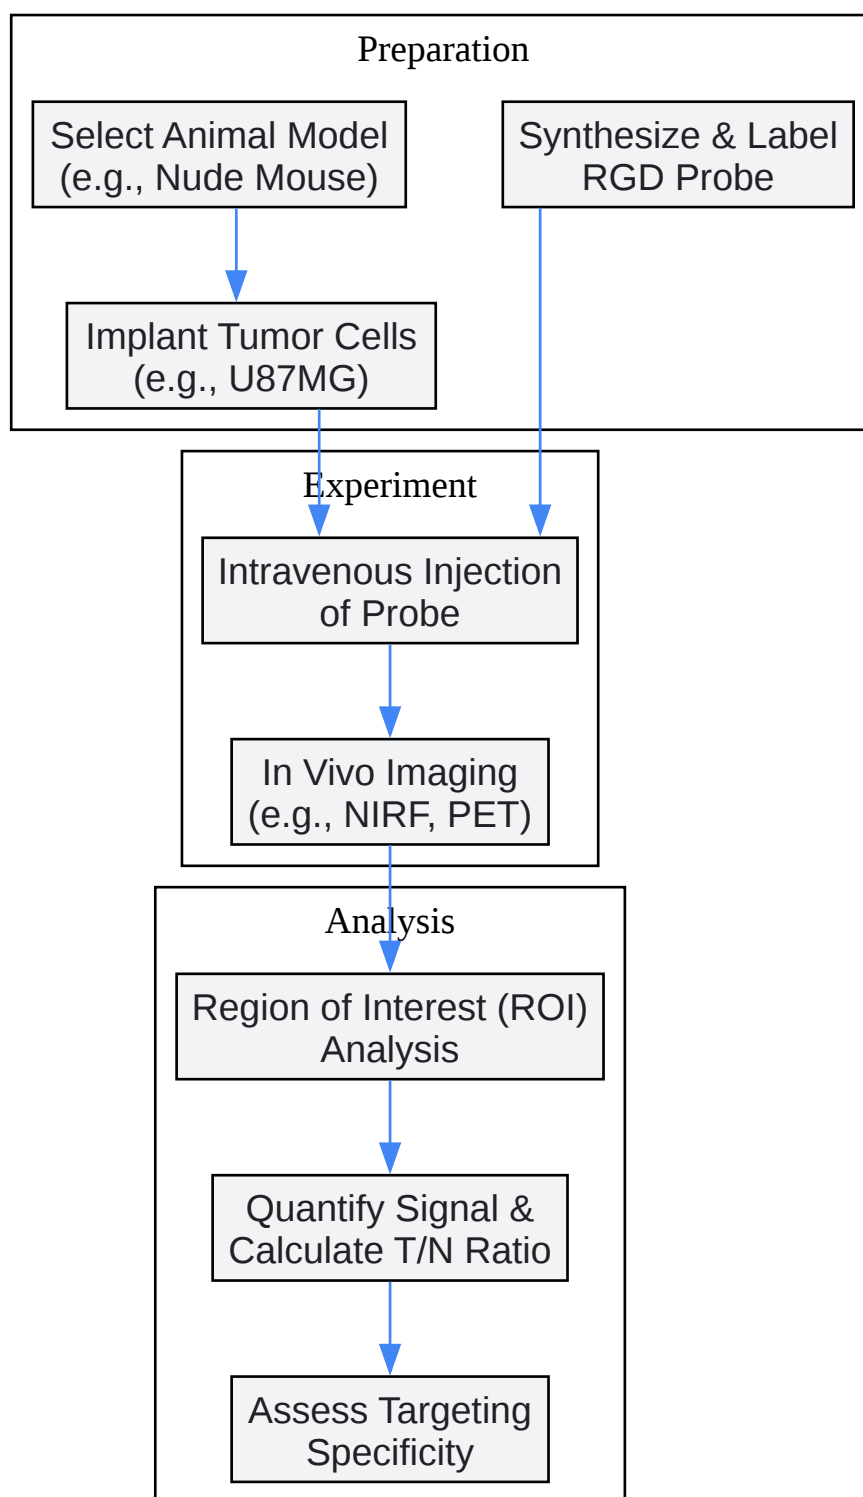 Preparation
Select Animal Model
(e.g., Nude Mouse)
Synthesize & Label
RGD Probe
Implant Tumor Cells
(e.g., U87MG)
Experiment
Intravenous Injection
of Probe
In Vivo Imaging
(e.g., NIRF, PET)
Analysis
Region of Interest (ROI)
Analysis
Quantify Signal &
Calculate T/N Ratio
Assess Targeting
Specificity